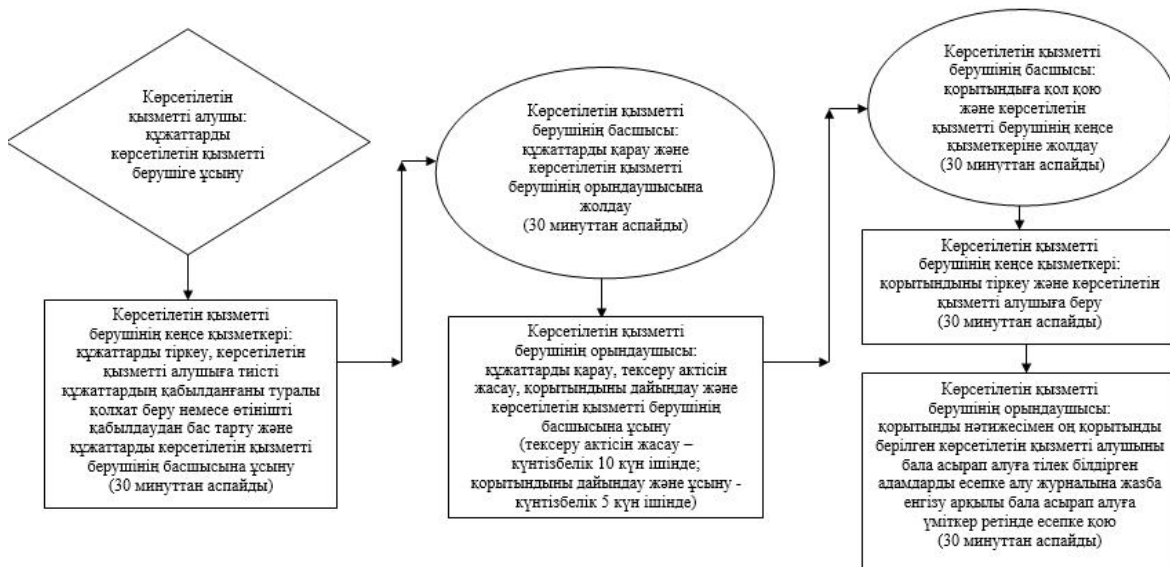 Көрсетілетін
қызметті алушы:
құжаттарды
көрсетілетін қызметті
берушіге ұсыну
Көрсетілетін қызметті
берушінің кеңсе қызметкері:
құжаттарды тіркеу, көрсетілетін
қызметті алушыға тиісті
құжаттардың қабылданғаны туралы
қолхат беру немесе өтінішті
қабылдаудан бас тарту және
құжаттарды көрсетілетін қызметті
берушінің басшысына ұсыну
(30 минуттан аспайды)
Көрсетілетін қызметті
берушінің басшысы:
құжаттарды қарау және
көрсетілетін қызметті
берушінің орындаушысына
жолдау
(30 минуттан аспайды)
Көрсетілетін қызметті
берушінің орындаушысы:
құжаттарды қарау, тексеру актісін
жасау, қорытындыны дайындау және
көрсетілетін қызметті берушінің
басшысына ұсыну
(тексеру актісін жасау –
күнтізбелік 10 күн ішінде;
қорытындыны дайындау және ұсыну -
күнтізбелік 5 күн ішінде)
Көрсетілетін қызметті
берушінің басшысы:
қорытындыға қол қою
және көрсетілетін
қызметті берушінің кеңсе
қызметкеріне жолдау
(30 минуттан аспайды)
Көрсетілетін қызметті
берушінің кеңсе қызметкері:
қорытындыны тіркеу және көрсетілетін
қызметті алушыға беру
(30 минуттан аспайды)
Көрсетілетін қызметті
берушінің орындаушысы:
қорытынды нәтижесімен оң қорытынды
берілген көрсетілетін қызметті алушыны
бала асырап алуға тілек білдірген
адамдарды есепке алу журналына жазба
енгізу арқылы бала асырап алуға
үміткер ретінде есепке қою
(30 минуттан аспайды)